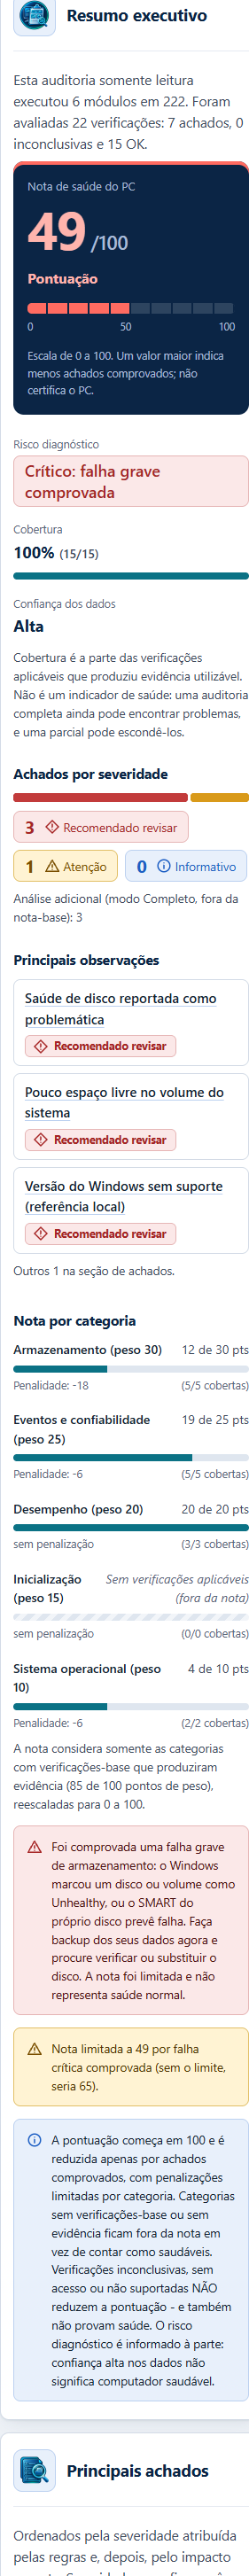 Resumo executivo
Esta auditoria somente leitura
executou 6 módulos em 222. Foram
avaliadas 22 verificações: 7 achados, 0
inconclusivas e 15 OK.
Nota de saúde do PC
49 /100
Pontuação
0 50 100
Escala de 0 a 100. Um valor maior indica
menos achados comprovados; não
certifica o PC.
Risco diagnóstico
Crítico: falha grave
comprovada
Cobertura
100% (15/15)
Confiança dos dados
Alta
Cobertura é a parte das verificações
aplicáveis que produziu evidência utilizável.
Não é um indicador de saúde: uma auditoria
completa ainda pode encontrar problemas,
e uma parcial pode escondê-los.
Achados por severidade
3 Recomendado revisar
1 Atenção 0 Informativo
Análise adicional (modo Completo, fora da
nota-base): 3
Principais observações
Saúde de disco reportada como
problemática
Recomendado revisar
Pouco espaço livre no volume do
sistema
Recomendado revisar
Versão do Windows sem suporte
(referência local)
Recomendado revisar
Outros 1 na seção de achados.
Nota por categoria
Armazenamento (peso 30) 12 de 30 pts
Penalidade: -18 (5/5 cobertas)
Eventos e confiabilidade 19 de 25 pts
(peso 25)
Penalidade: -6 (5/5 cobertas)
Desempenho (peso 20) 20 de 20 pts
sem penalização (3/3 cobertas)
Inicialização Sem verificações aplicáveis
(peso 15) (fora da nota)
sem penalização (0/0 cobertas)
Sistema operacional (peso 4 de 10 pts
10)
Penalidade: -6 (2/2 cobertas)
A nota considera somente as categorias
com verificações-base que produziram
evidência (85 de 100 pontos de peso),
reescaladas para 0 a 100.
Foi comprovada uma falha grave
de armazenamento: o Windows
marcou um disco ou volume como
Unhealthy, ou o SMART do
próprio disco prevê falha. Faça
backup dos seus dados agora e
procure verificar ou substituir o
disco. A nota foi limitada e não
representa saúde normal.
Nota limitada a 49 por falha
crítica comprovada (sem o limite,
seria 65).
A pontuação começa em 100 e é
reduzida apenas por achados
comprovados, com penalizações
limitadas por categoria. Categorias
sem verificações-base ou sem
evidência ficam fora da nota em
vez de contar como saudáveis.
Verificações inconclusivas, sem
acesso ou não suportadas NÃO
reduzem a pontuação - e também
não provam saúde. O risco
diagnóstico é informado à parte:
confiança alta nos dados não
significa computador saudável.
Principais achados
Ordenados pela severidade atribuída
pelas regras e, depois, pelo impacto